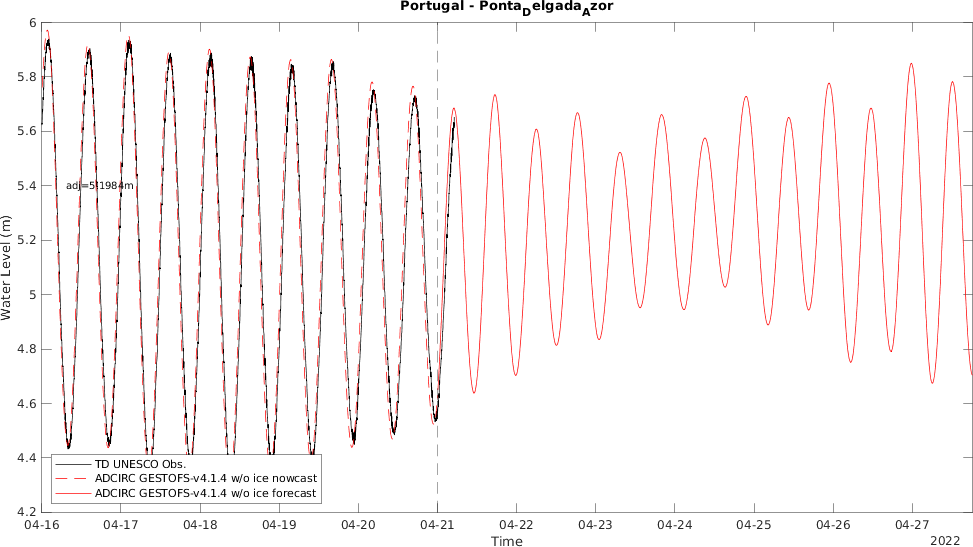 Portugal - PontaDelgadaAzor
6
5.8
5.6
5.4
5.2
5
4.8
4.6
4.4
4.2
Water Level (m)
adj=5.1984m
TD UNESCO Obs.
ADCIRC GESTOFS-v4.1.4 w/o ice nowcast
ADCIRC GESTOFS-v4.1.4 w/o ice forecast
04-16 04-17 04-18 04-19 04-20 04-21 04-22 04-23 04-24 04-25 04-26 04-27
Time
2022